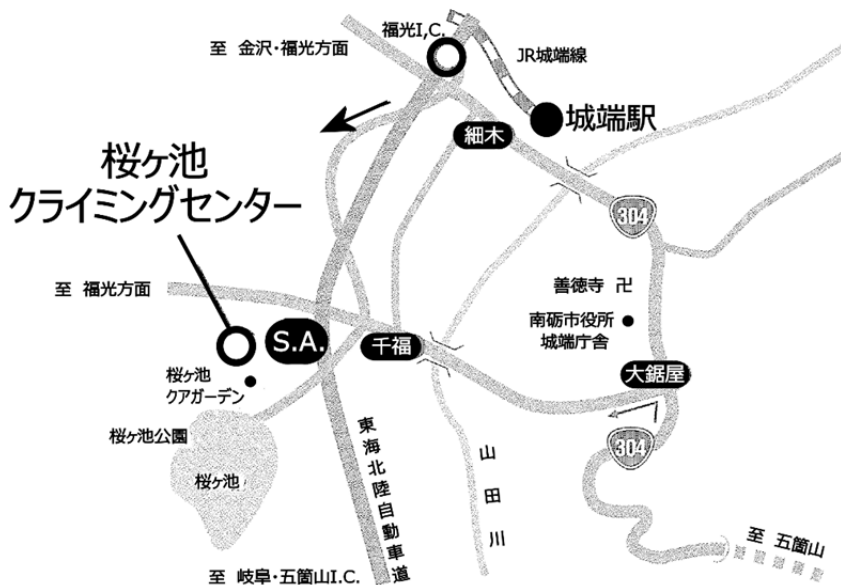 福光I,C.
至 金沢・福光方面
JR城端線
城端駅
細木
桜ヶ池
クライミングセンター
304
善徳寺 卍
至 福光方面
南砺市役所
城端庁舎
S.A.
千福
大鋸屋
桜ヶ池
クアガーデン
桜ヶ池公園
304
桜ヶ池
東海北陸自動車道
山田川
至 五箇山
至 岐阜・五箇山I.C.